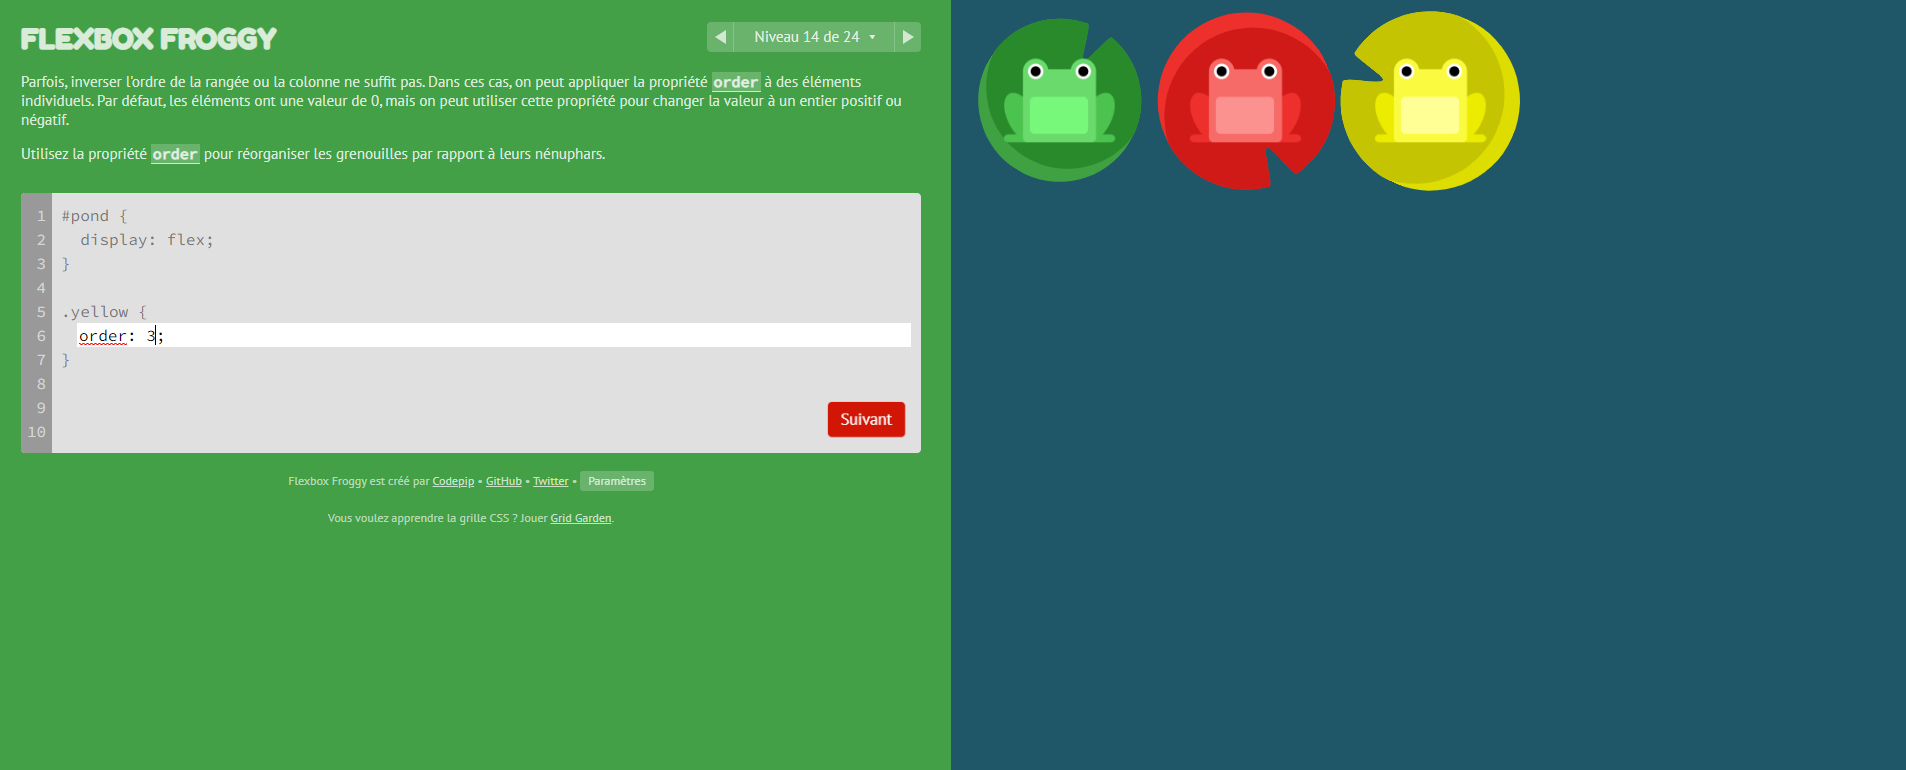 FLEXBOX FROGGY
Niveau 14 de 24
Parfois, inverser l'ordre de la rangée ou la colonne ne suffit pas. Dans ces cas, on peut appliquer la propriété order à des éléments
individuels. Par défaut, les éléments ont une valeur de 0, mais on peut utiliser cette propriété pour changer la valeur à un entier positif ou
négatif.
Utilisez la propriété order pour réorganiser les grenouilles par rapport à leurs nénuphars.
1 #pond {
2 display: flex;
3 }
4
5 .yellow {
6 order: 3;
7 }
8
9
10
Suivant
Flexbox Froggy est créé par Codepip • GitHub • Twitter • Paramètres
Vous voulez apprendre la grille CSS ? Jouer Grid Garden.